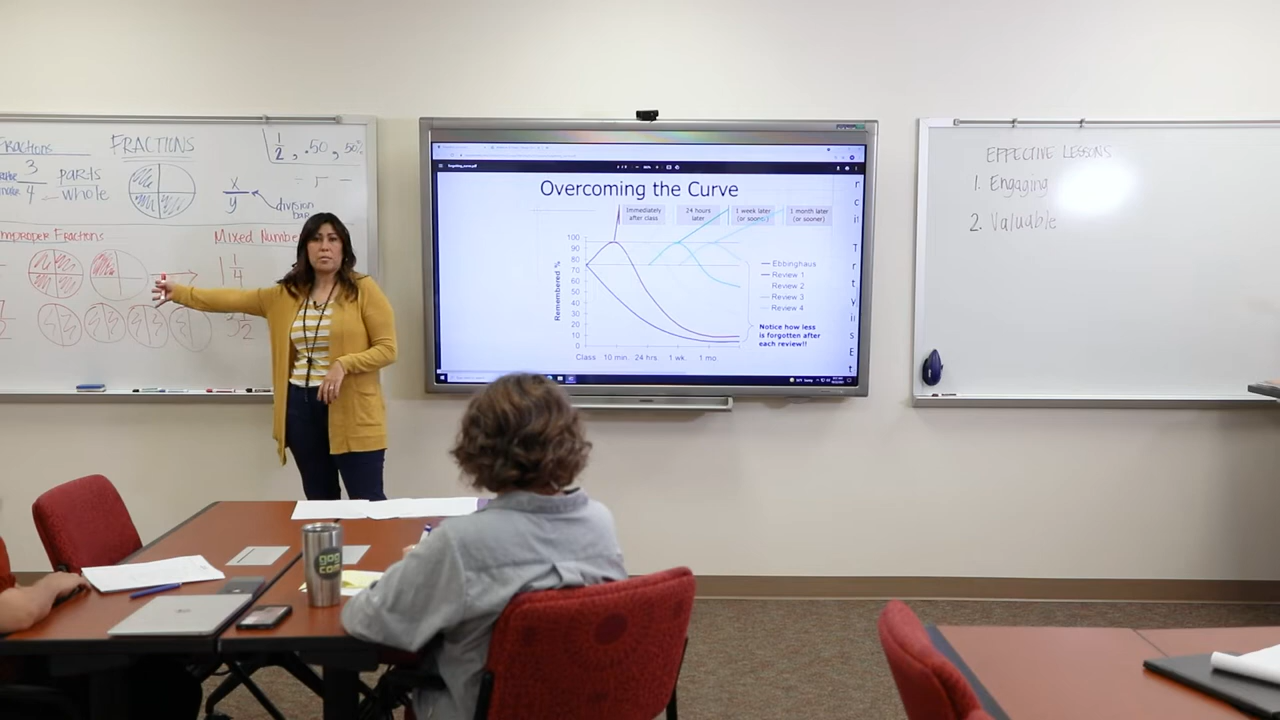 Fractions
3 parts
4 = whole
FRACTIONS
1/2, .50, 50%
x
y
division
bar
Improper Fractions
Mixed Number
1 1/4
Overcoming the Curve
Immediately
after class
24 hours
later
1 week later
(or sooner)
1 month later
(or sooner)
Remembered %
100
90
80
70
60
50
40
30
20
10
0
Class 10 min. 24 hrs. 1 wk. 1 mo.
Ebbinghaus
Review 1
Review 2
Review 3
Review 4
Notice how less
is forgotten after
each review!!
EFFECTIVE LESSONS
1. Engaging
2. Valuable